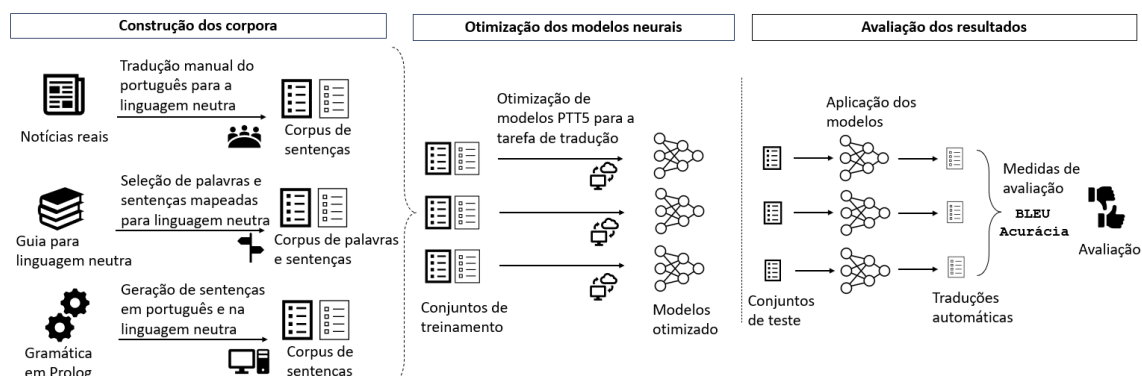 Construção dos corpora
Tradução manual do
português para a
linguagem neutra
Notícias reais
Corpus de
sentenças
Seleção de palavras e
sentenças mapeadas
para linguagem neutra
Guia para
linguagem neutra
Corpus de palavras
e sentenças
Geração de sentenças
em português e na
linguagem neutra
Gramática
em Prolog
Corpus de
sentenças
Otimização dos modelos neurais
Otimização de
modelos PTT5 para a
tarefa de tradução
Conjuntos de
treinamento
Modelos
otimizado
Avaliação dos resultados
Aplicação dos
modelos
Conjuntos
de teste
Traduções
automáticas
Medidas de
avaliação
BLEU
Acurácia
Avaliação